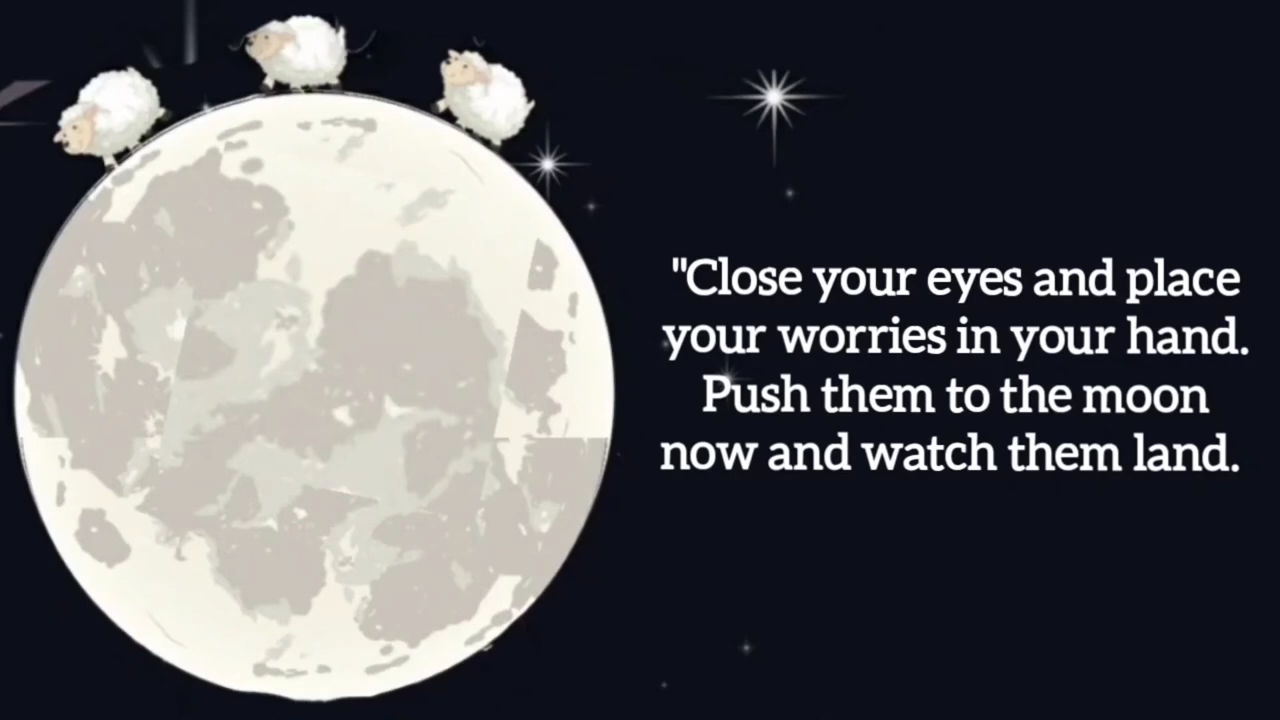 "Close your eyes and place
your worries in your hand.
Push them to the moon
now and watch them land.